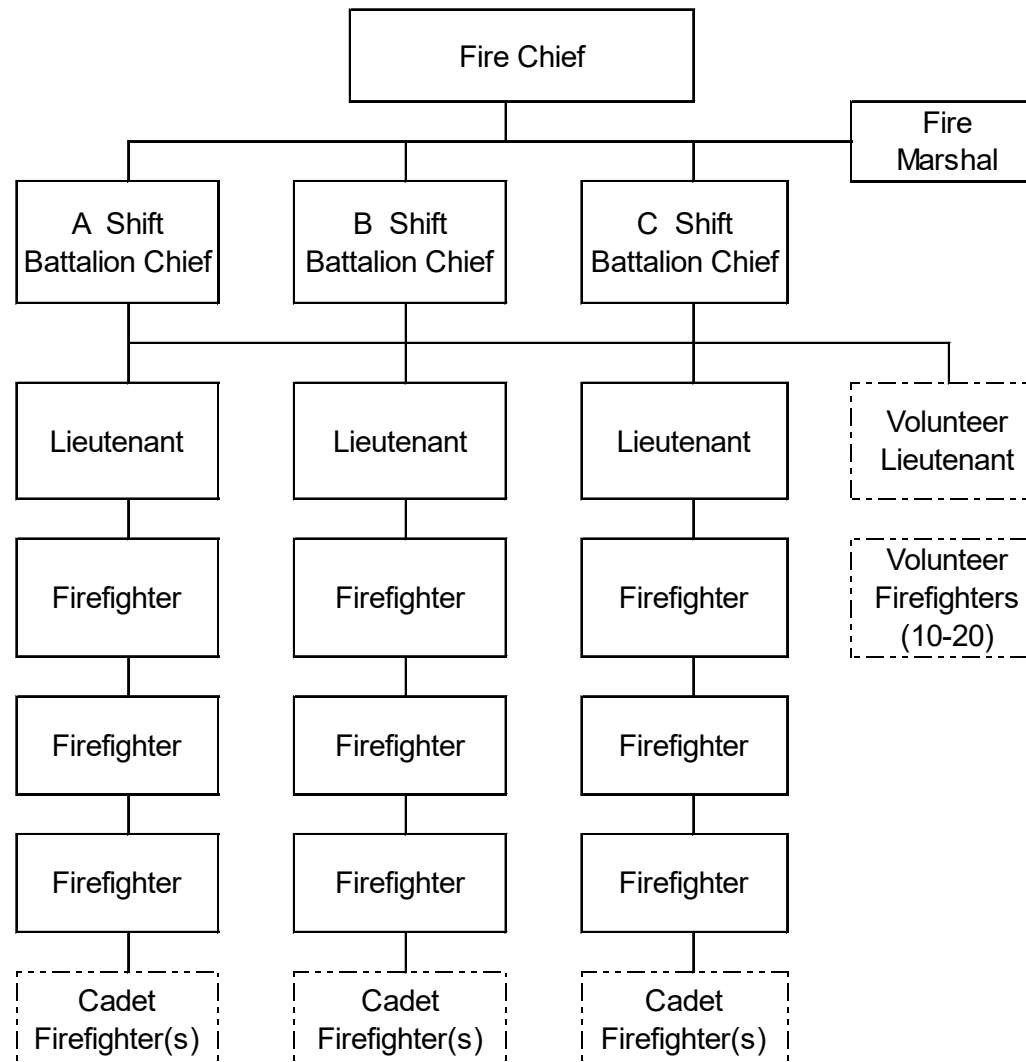 Fire Chief
Fire
Marshal
A Shift
Battalion Chief
B Shift
Battalion Chief
C Shift
Battalion Chief
Lieutenant
Lieutenant
Lieutenant
Volunteer
Lieutenant
Firefighter
Firefighter
Firefighter
Volunteer
Firefighters
(10-20)
Firefighter
Firefighter
Firefighter
Firefighter
Firefighter
Firefighter
Cadet
Firefighter(s)
Cadet
Firefighter(s)
Cadet
Firefighter(s)